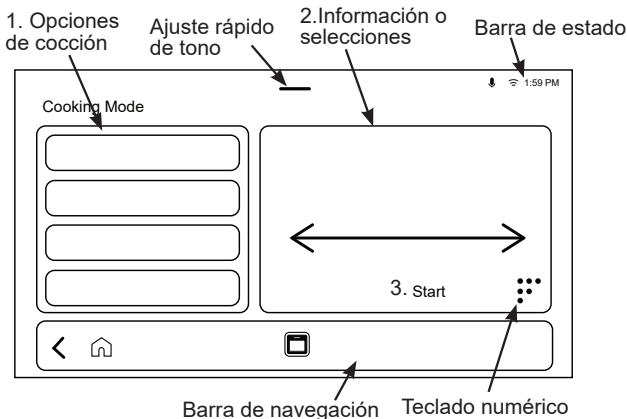 1. Opciones
de cocción
Ajuste rápido
de tono
2.Información o
selecciones
Barra de estado
1:59 PM
Cooking Mode
3. Start
Barra de navegación
Teclado numérico